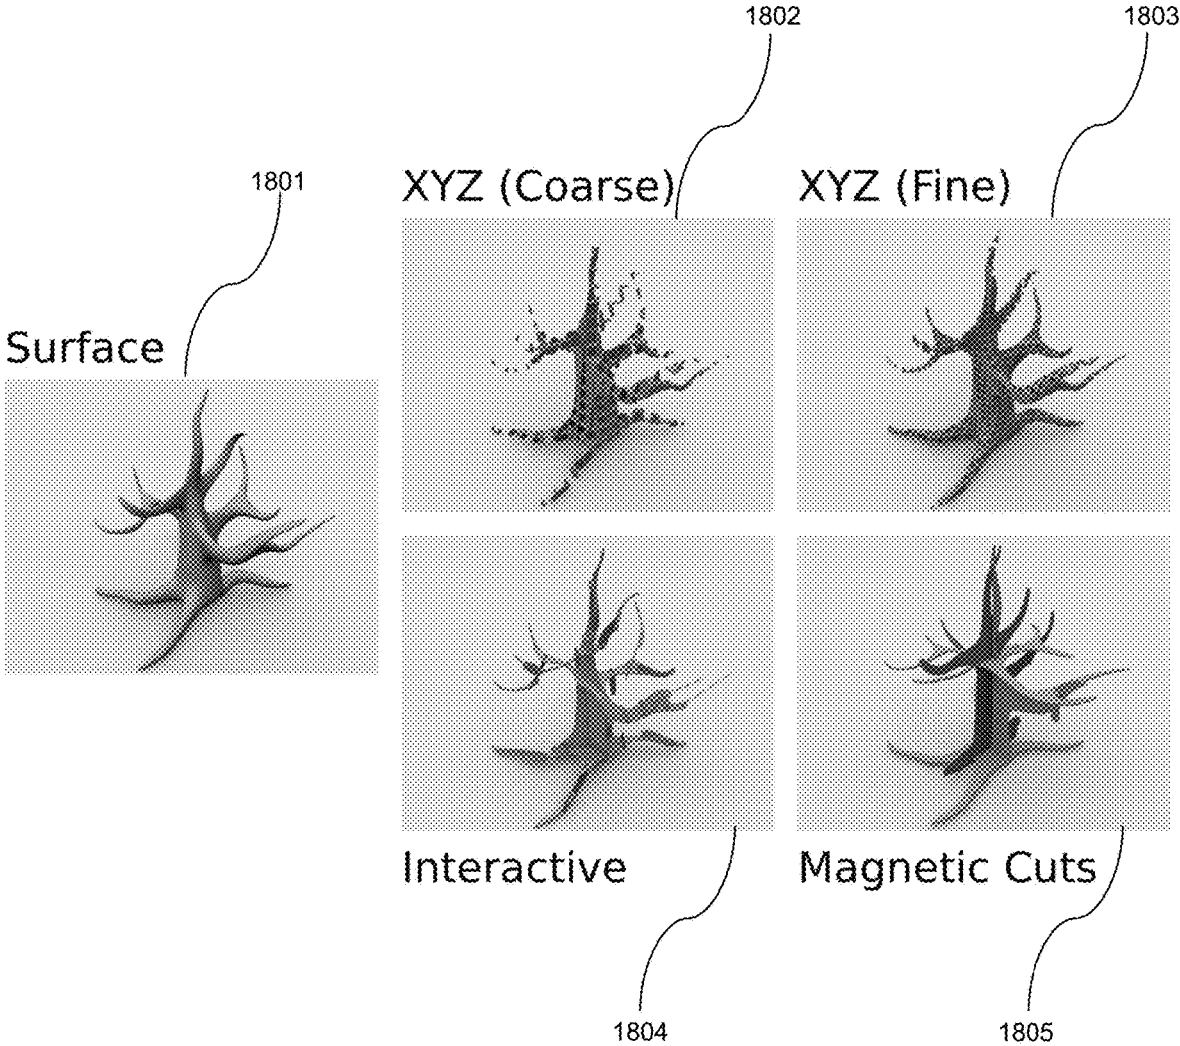 1802
1803
1801
XYZ (Coarse)
XYZ (Fine)
Surface
Interactive
Magnetic Cuts
1804
1805